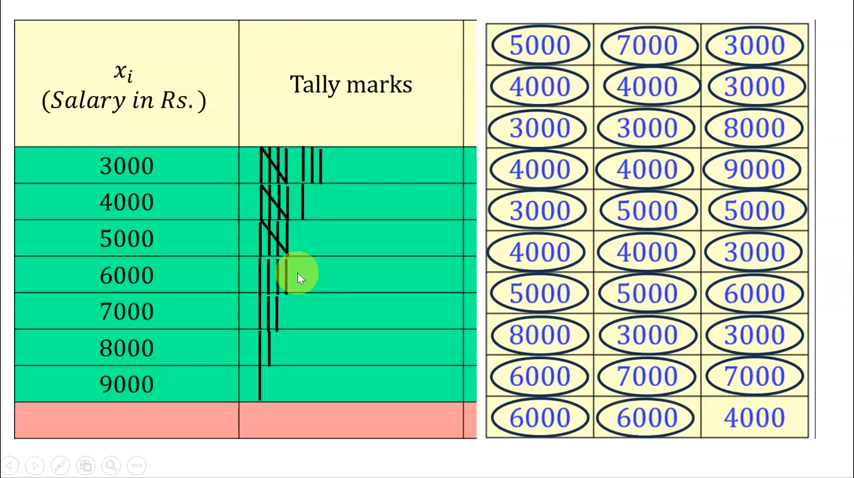 x_i
(Salary in Rs.)
Tally marks
3000
4000
5000
6000
7000
8000
9000
5000 7000 3000
4000 4000 3000
3000 3000 8000
4000 4000 9000
3000 5000 5000
4000 4000 3000
5000 5000 6000
8000 3000 3000
6000 7000 7000
6000 6000 4000